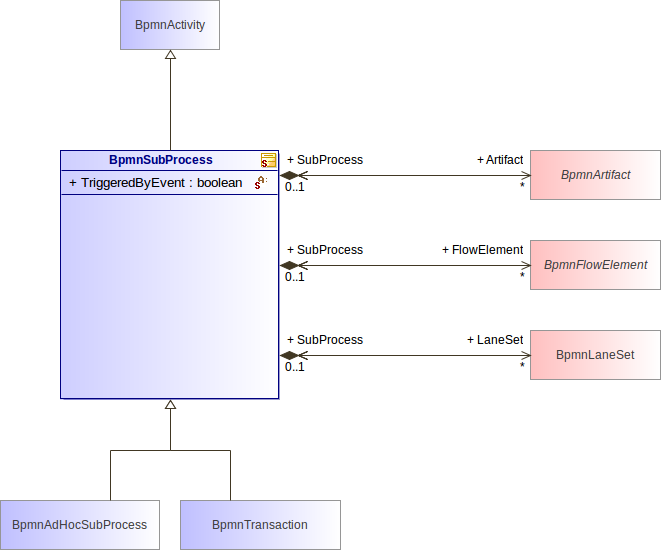 BpmnActivity
BpmnSubProcess
+ TriggeredByEvent : boolean
+ SubProcess
+ Artifact
0..1
*
BpmnArtifact
+ SubProcess
+ FlowElement
0..1
*
BpmnFlowElement
+ SubProcess
+ LaneSet
0..1
*
BpmnLaneSet
BpmnAdHocSubProcess
BpmnTransaction